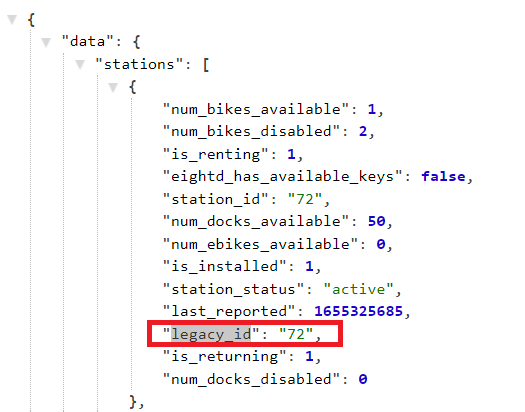 {
"data": {
"stations": [
{
"num_bikes_available": 1,
"num_bikes_disabled": 2,
"is_renting": 1,
"eightd_has_available_keys": false,
"station_id": "72",
"num_docks_available": 50,
"num_ebikes_available": 0,
"is_installed": 1,
"station_status": "active",
"last_reported": 1655325685,
"legacy_id": "72",
"is_returning": 1,
"num_docks_disabled": 0
},